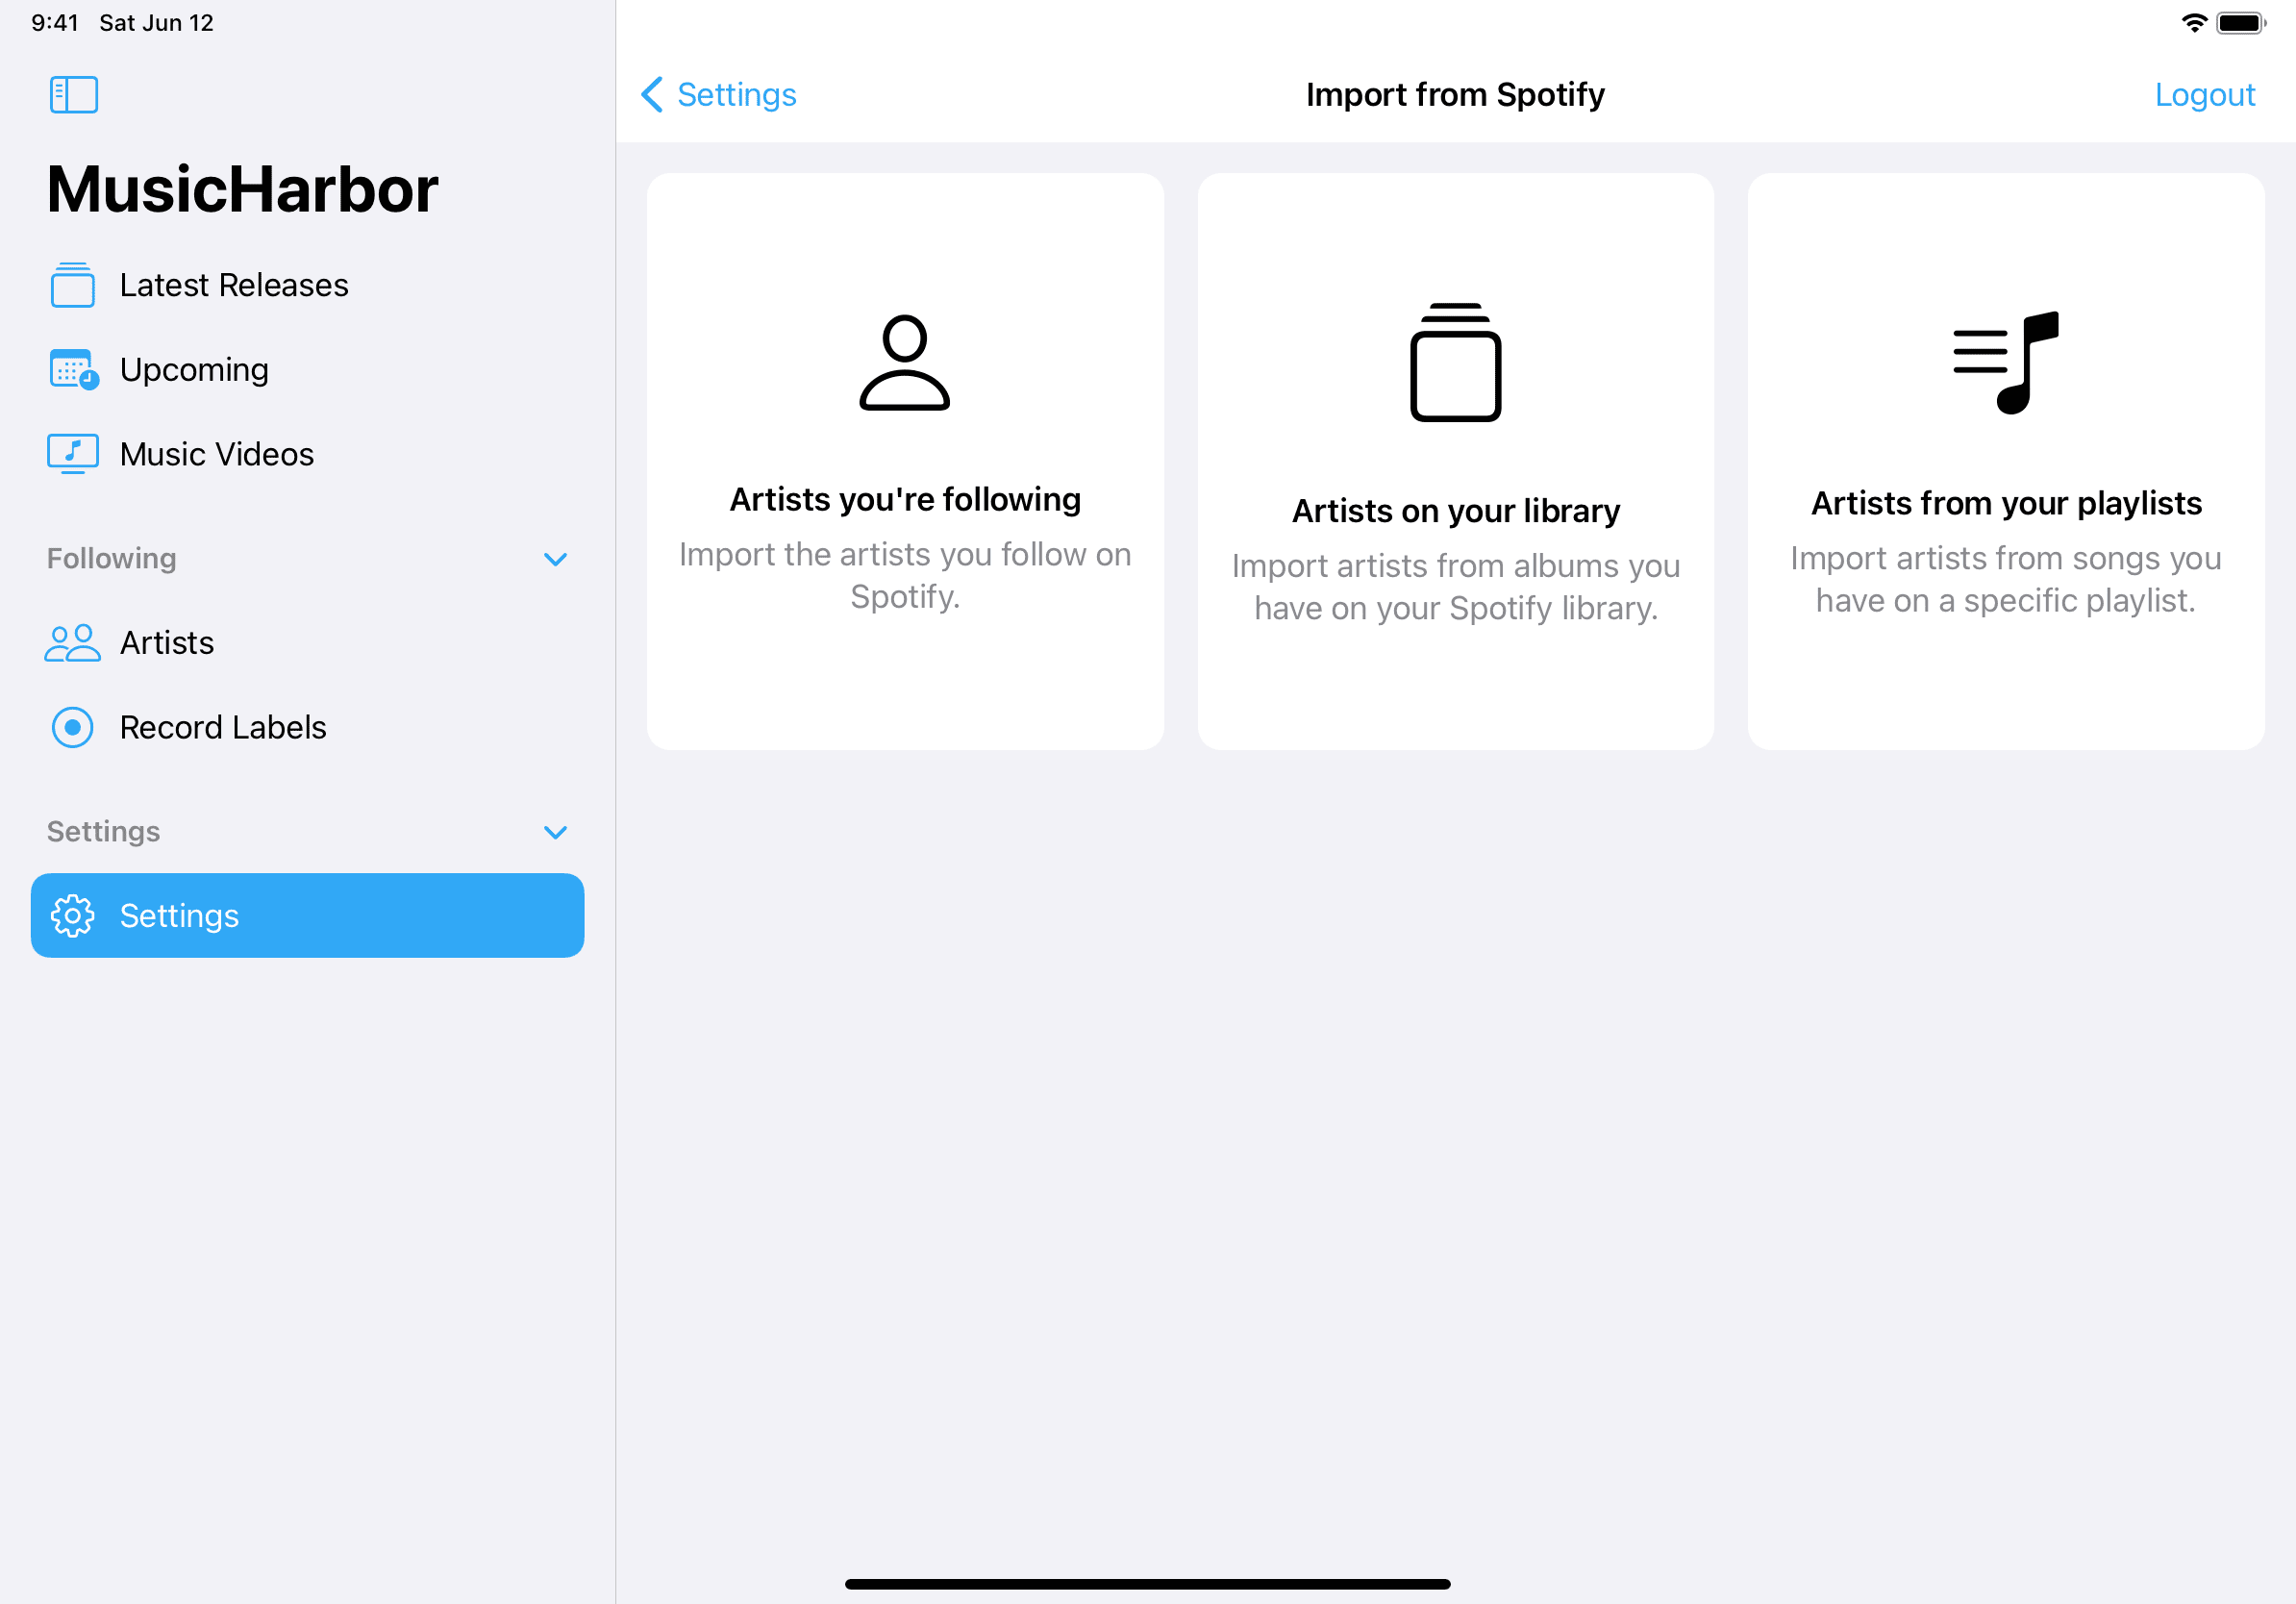 9:41 Sat Jun 12
MusicHarbor
Latest Releases
Upcoming
Music Videos
Following
Artists
Record Labels
Settings
Settings
Settings
Import from Spotify
Logout
Artists you're following
Import the artists you follow on
Spotify.
Artists on your library
Import artists from albums you
have on your Spotify library.
Artists from your playlists
Import artists from songs you
have on a specific playlist.